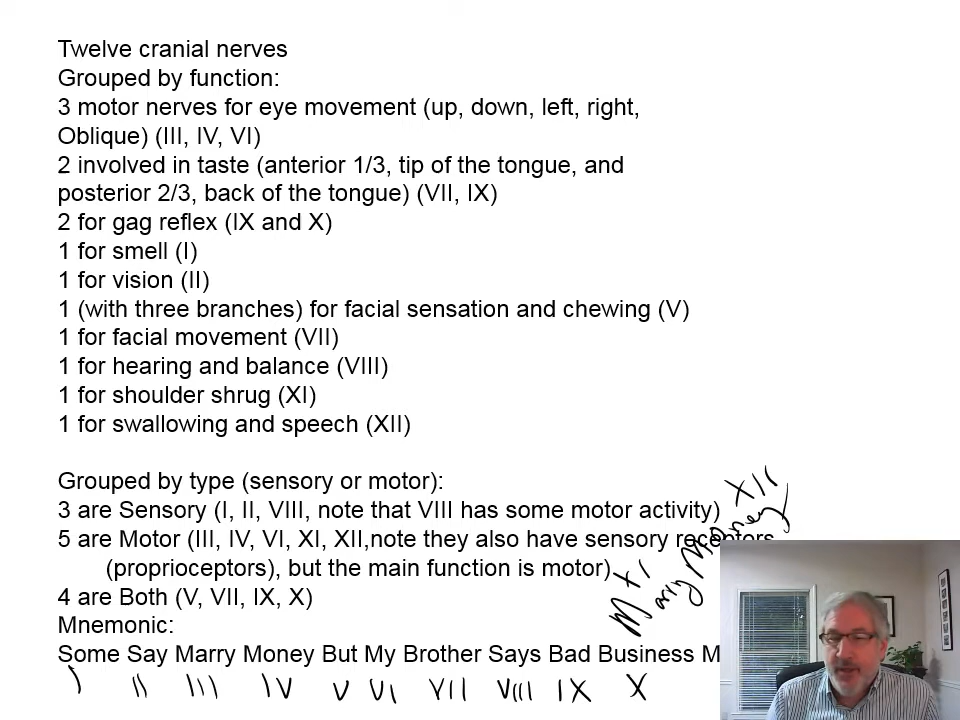 Twelve cranial nerves
Grouped by function:
3 motor nerves for eye movement (up, down, left, right,
Oblique) (III, IV, VI)
2 involved in taste (anterior 1/3, tip of the tongue, and
posterior 2/3, back of the tongue) (VII, IX)
2 for gag reflex (IX and X)
1 for smell (I)
1 for vision (II)
1 (with three branches) for facial sensation and chewing (V)
1 for facial movement (VII)
1 for hearing and balance (VIII)
1 for shoulder shrug (XI)
1 for swallowing and speech (XII)
Grouped by type (sensory or motor):
3 are Sensory (I, II, VIII, note that VIII has some motor activity)
5 are Motor (III, IV, VI, XI, XII,note they also have sensory receptors
(proprioceptors), but the main function is motor)
4 are Both (V, VII, IX, X)
Mnemonic:
Some Say Marry Money But My Brother Says Bad Business M
I II III IV V VI VII VIII IX X
XI XII
Marry Money